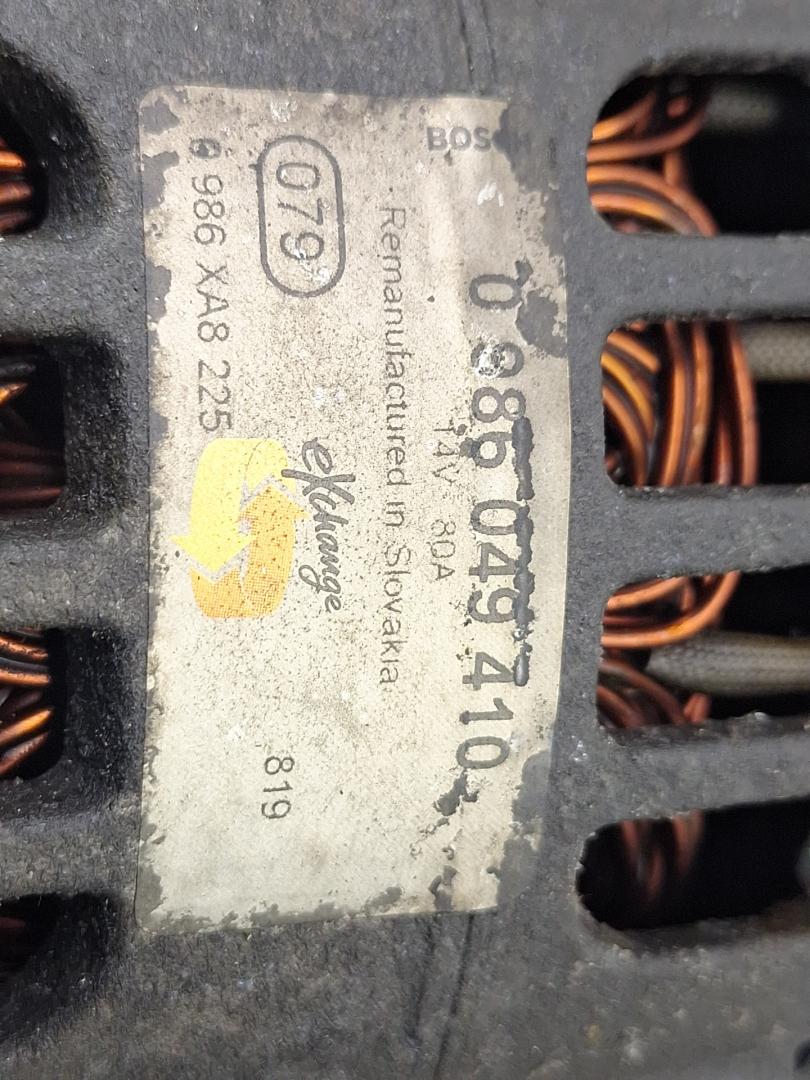 BOSCH
0 986 049 410
14V 80A
Remanufactured in Slovakia
079
eXchange
819
0 986 XA8 225